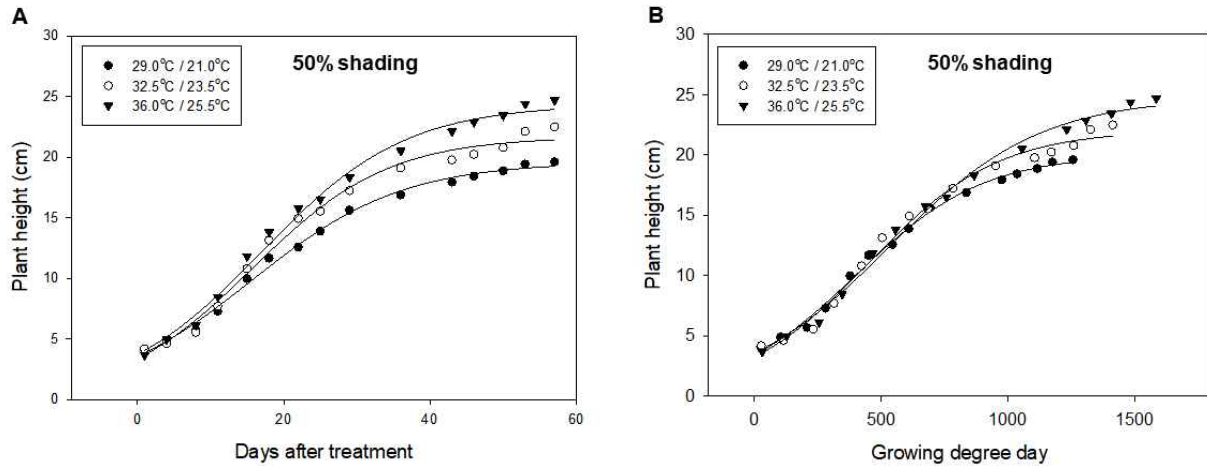 A
50% shading
29.0°C / 21.0°C
32.5°C / 23.5°C
36.0°C / 25.5°C
Plant height (cm)
30
25
20
15
10
5
0
0
20
40
60
Days after treatment
B
50% shading
29.0°C / 21.0°C
32.5°C / 23.5°C
36.0°C / 25.5°C
Plant height (cm)
30
25
20
15
10
5
0
0
500
1000
1500
Growing degree day